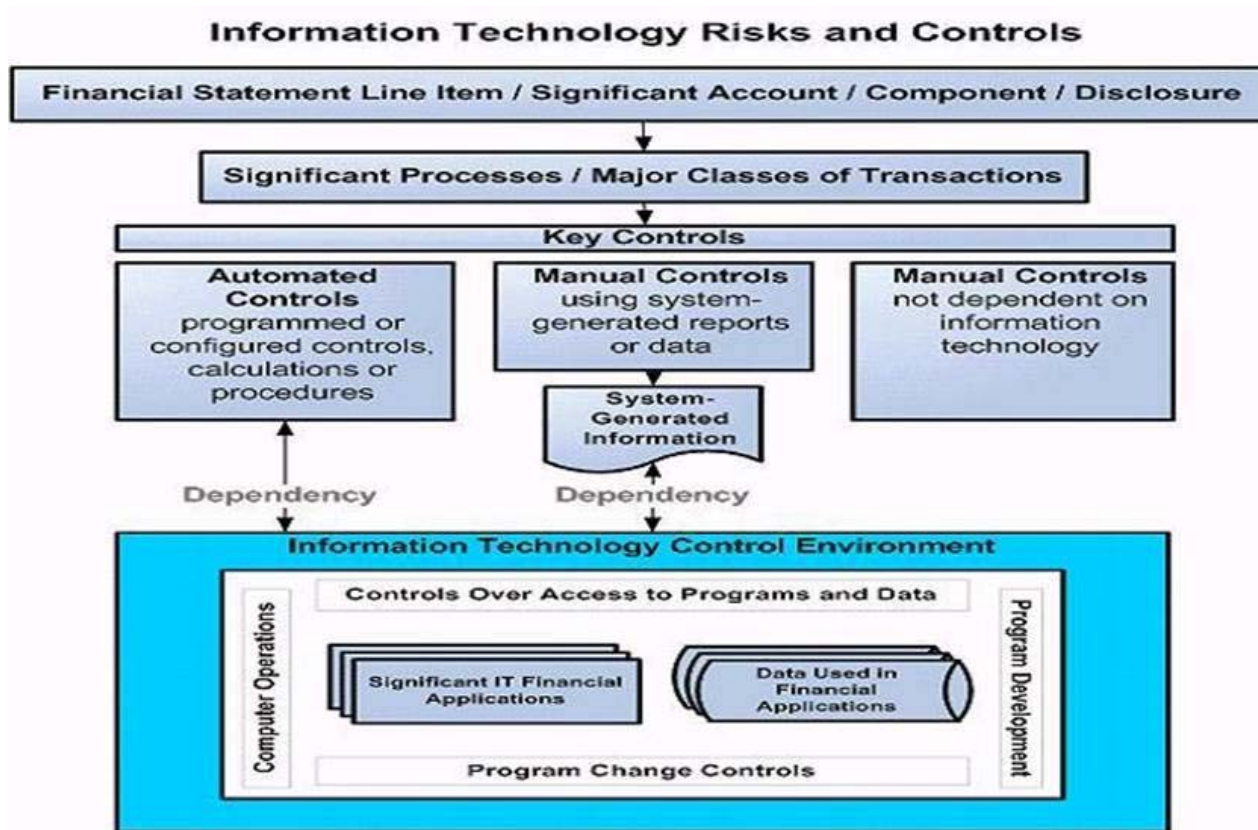 Information Technology Risks and Controls
Financial Statement Line Item / Significant Account / Component / Disclosure
Significant Processes / Major Classes of Transactions
Key Controls
Automated
Controls
programmed or
configured controls,
calculations or
procedures
Manual Controls
using system-
generated reports
or data
Manual Controls
not dependent on
information
technology
System-
Generated
Information
Dependency
Dependency
Information Technology Control Environment
Computer Operations
Controls Over Access to Programs and Data
Program Development
Significant IT Financial
Applications
Data Used in
Financial
Applications
Program Change Controls